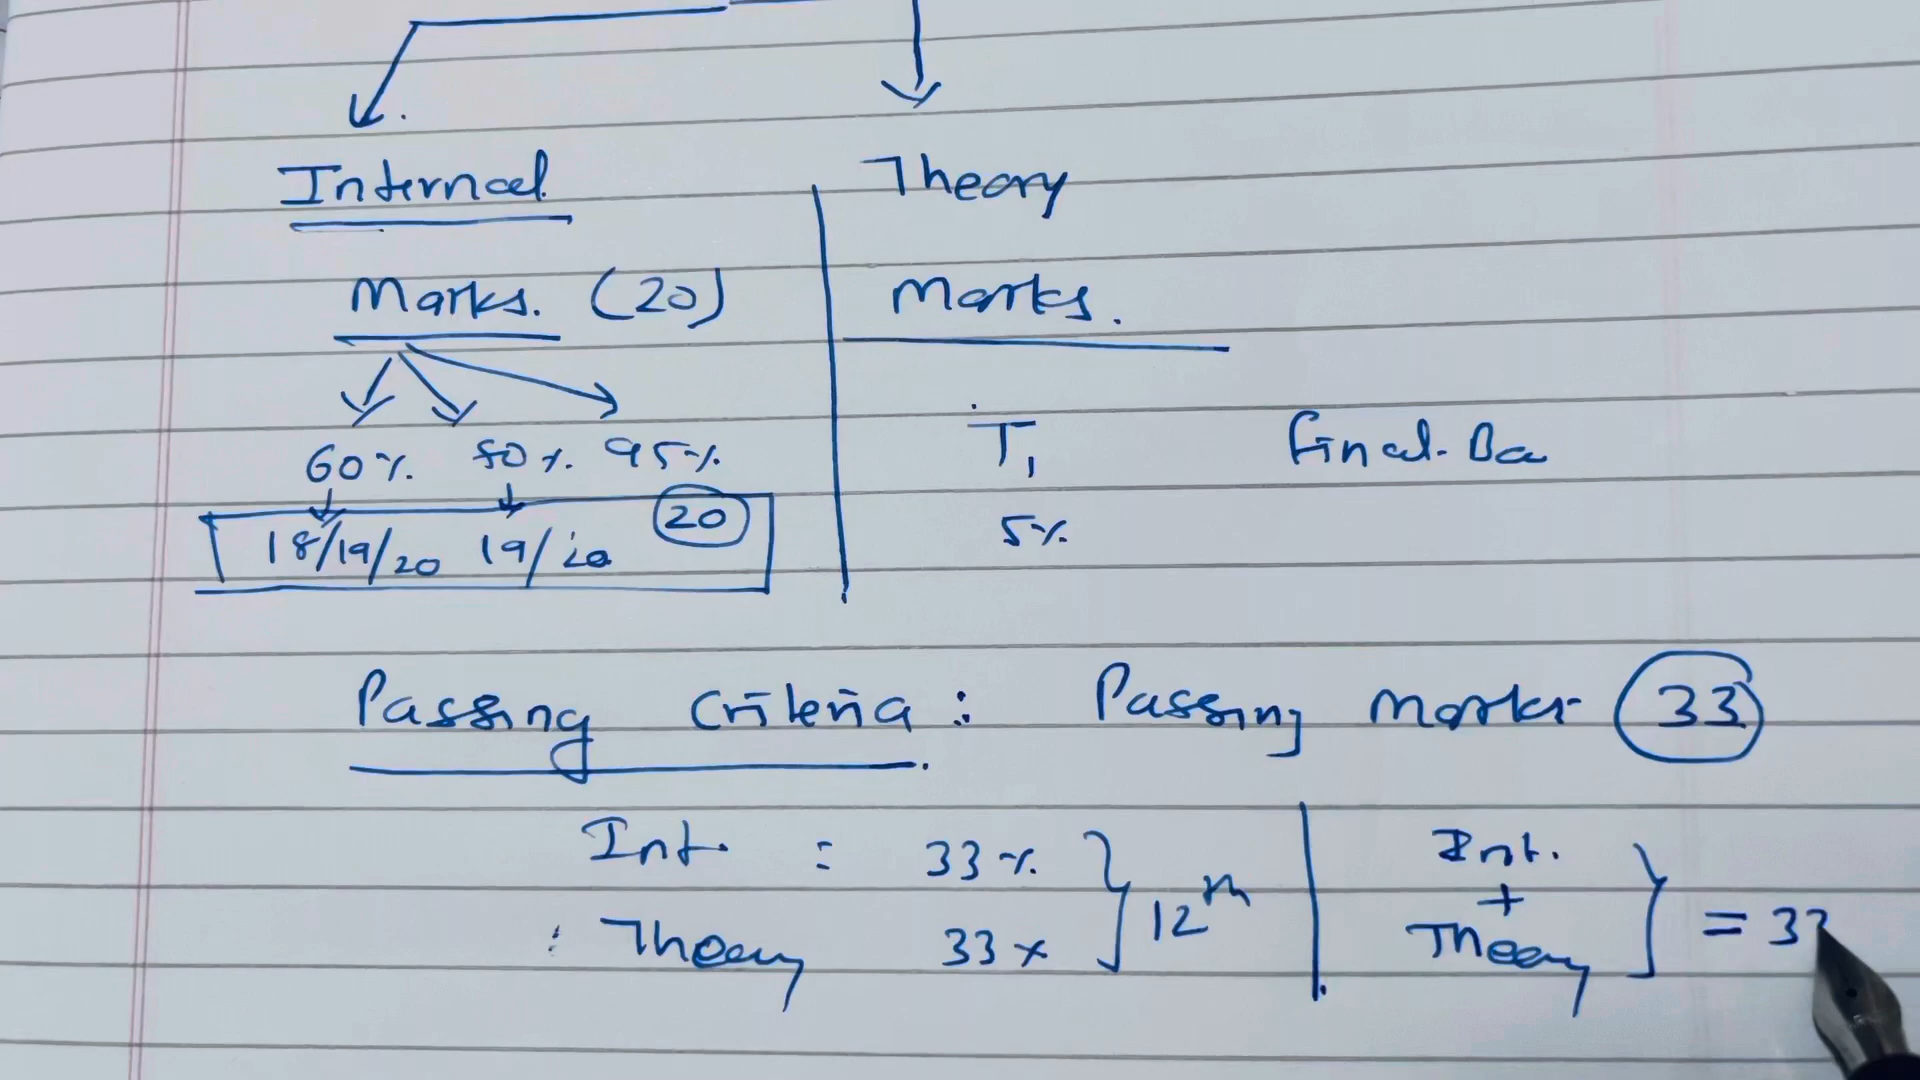 Internal
Theory
Marks. (20)
Marks.
60%. 80%. 95%.
T1
Final.
18/19/20 19/20 20
5%
Passing Criteria: Passing Marks 33
Int. : 33%.
: Theory 33%
12th
Int.
+
Theory
= 33